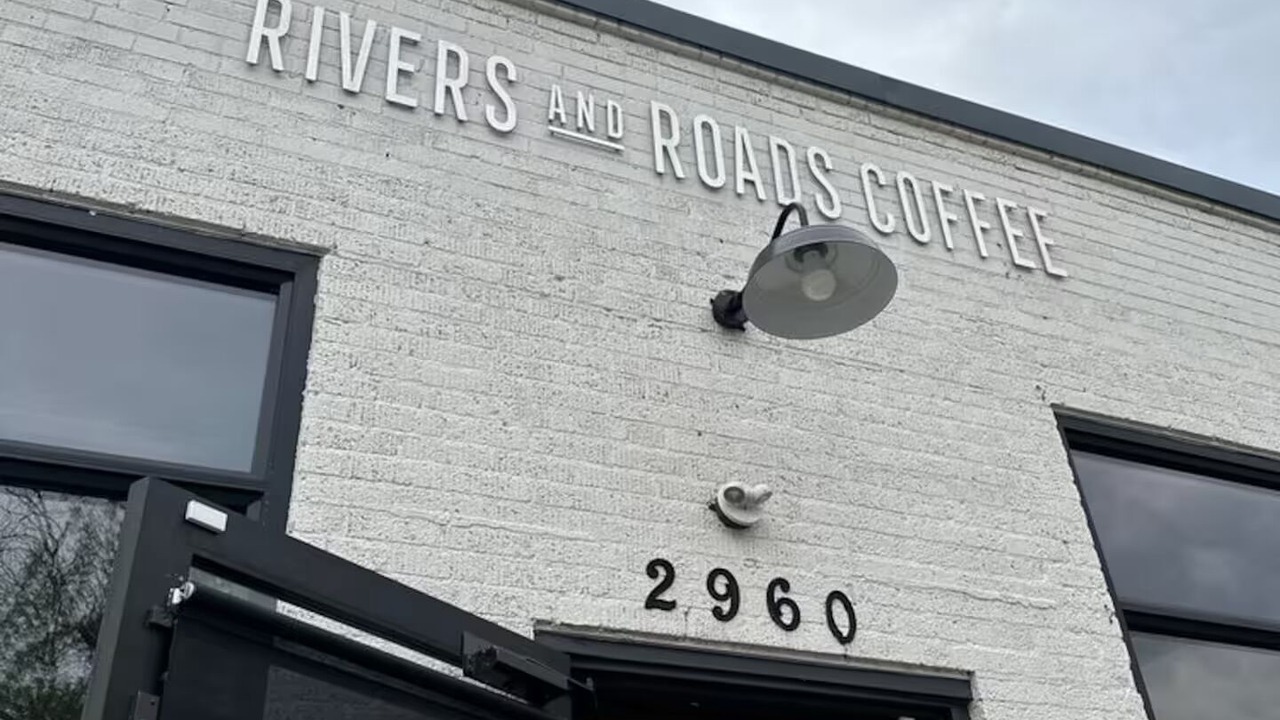 RIVERS AND ROADS COFFEE
2960